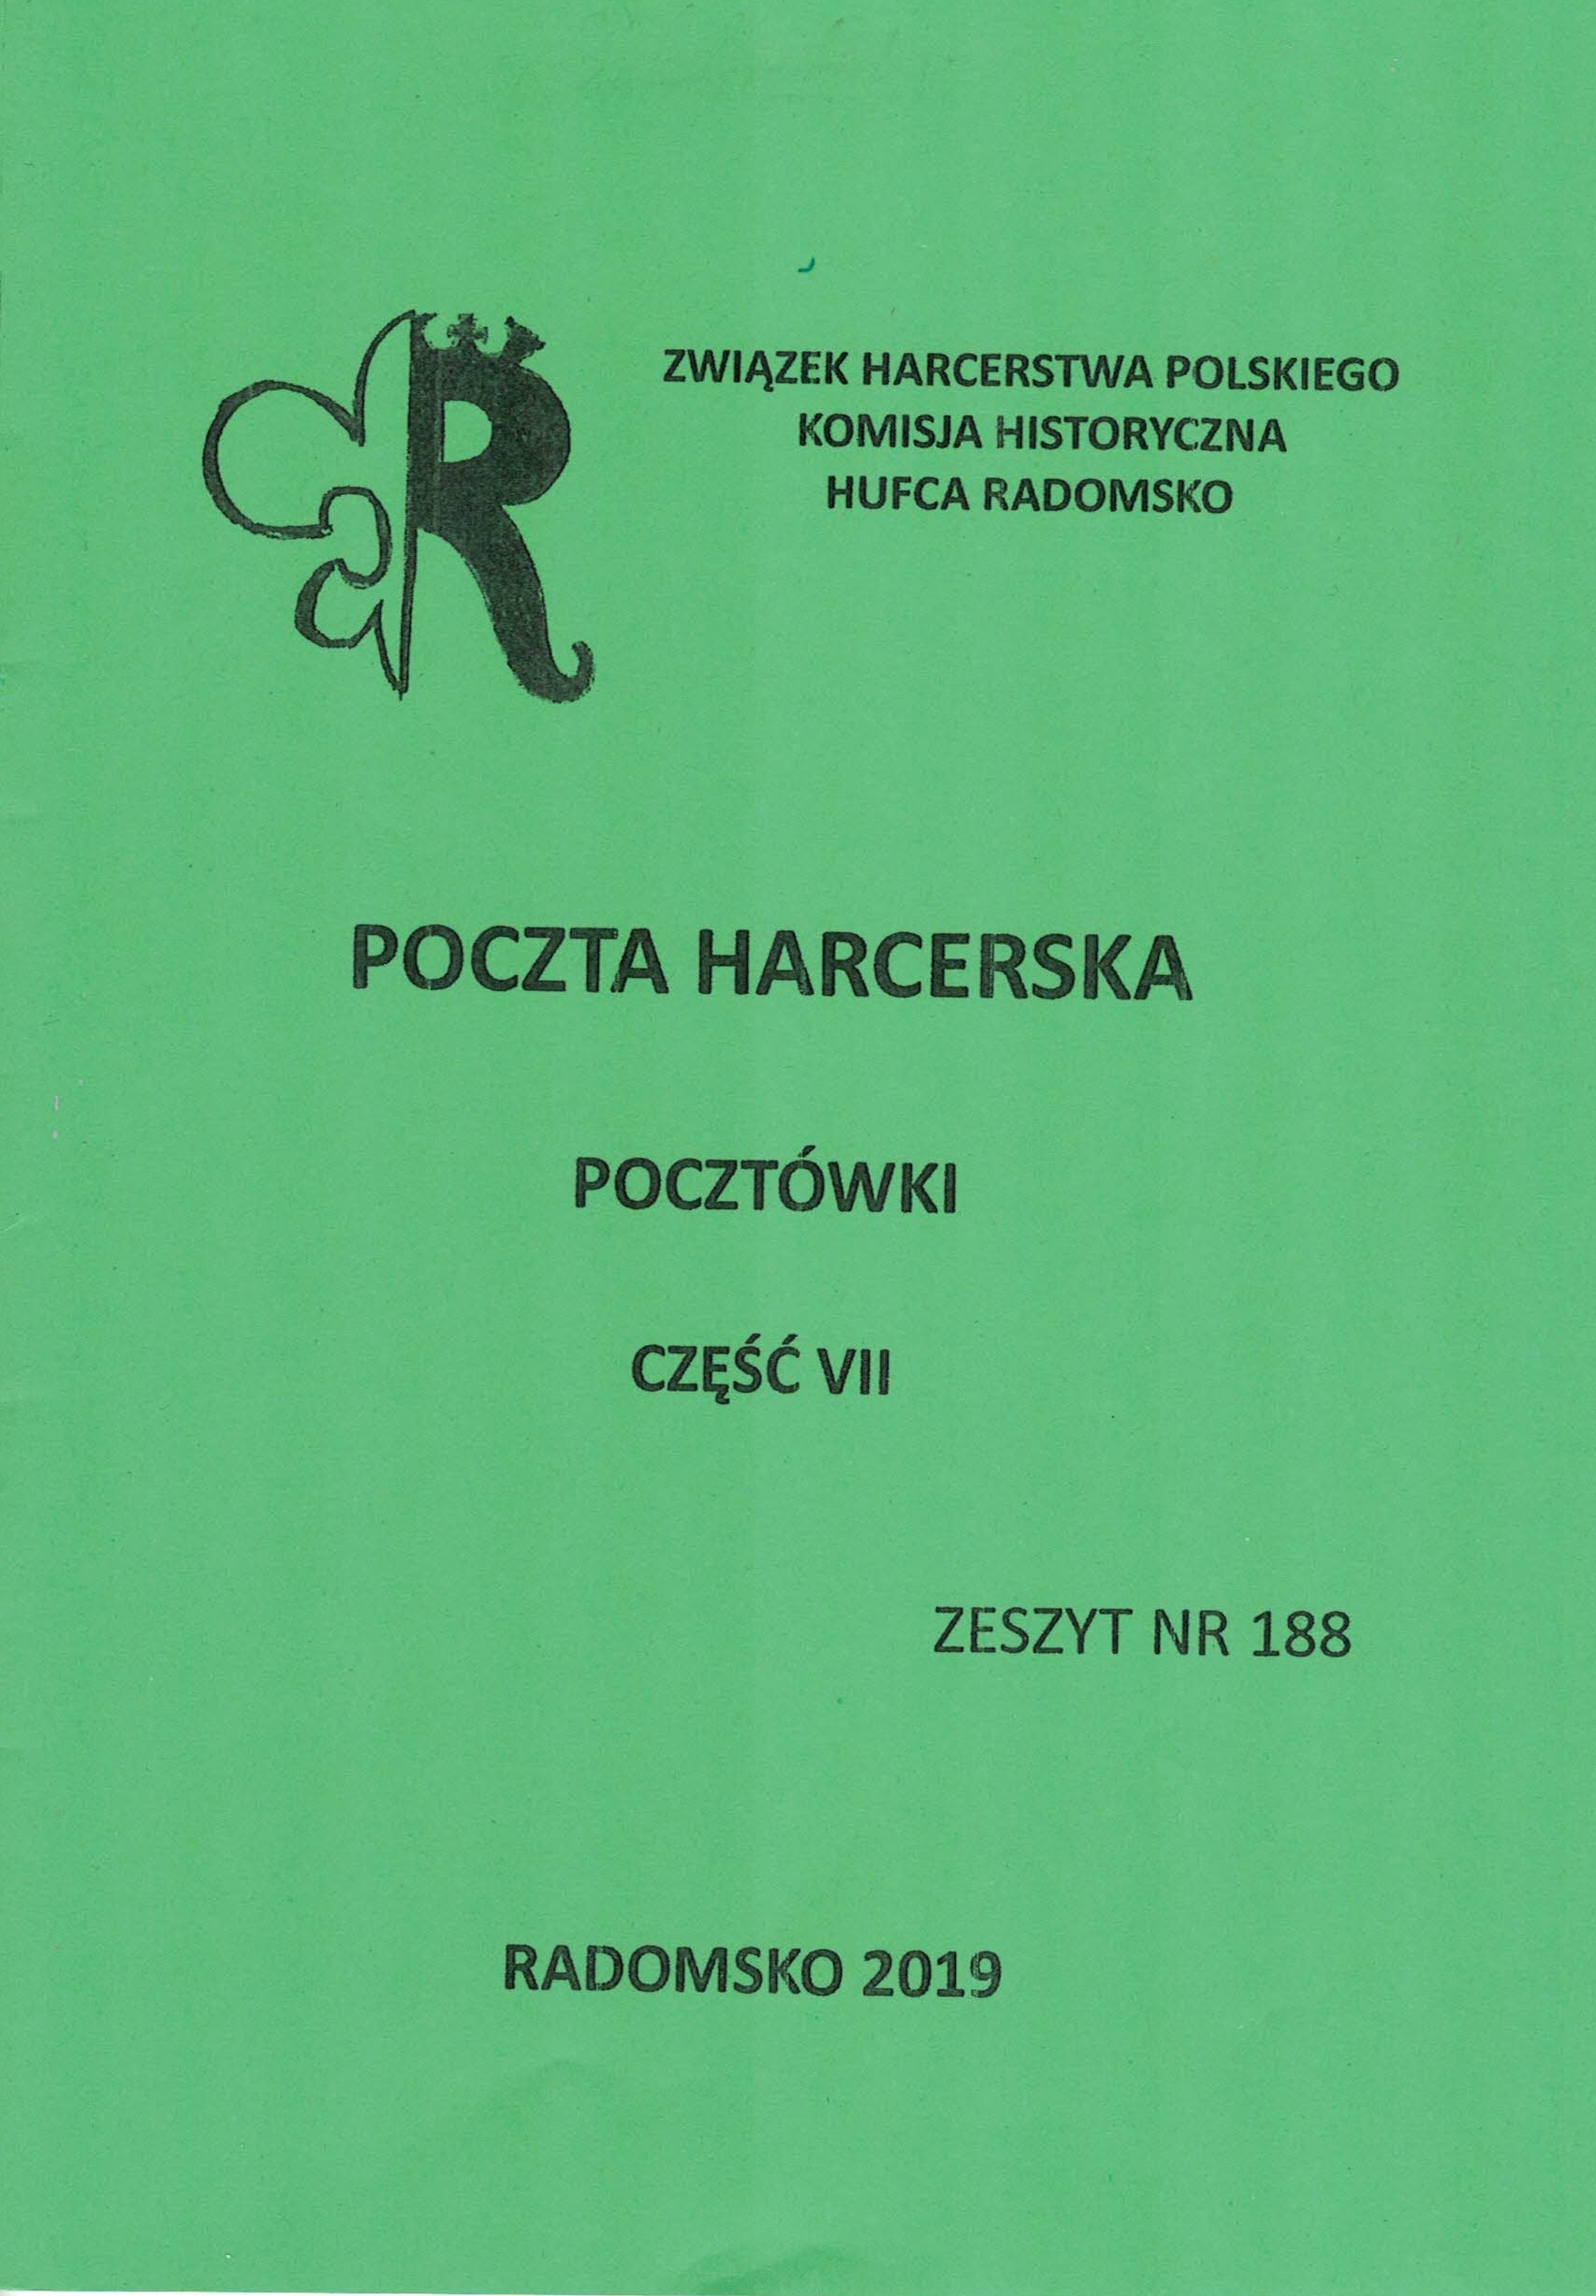 ZWIĄZEK HARCERSTWA POLSKIEGO
KOMISJA HISTORYCZNA
HUFCA RADOMSKO
POCZTA HARCERSKA
POCZTÓWKI
CZĘŚĆ VII
ZESZYT NR 188
RADOMSKO 2019